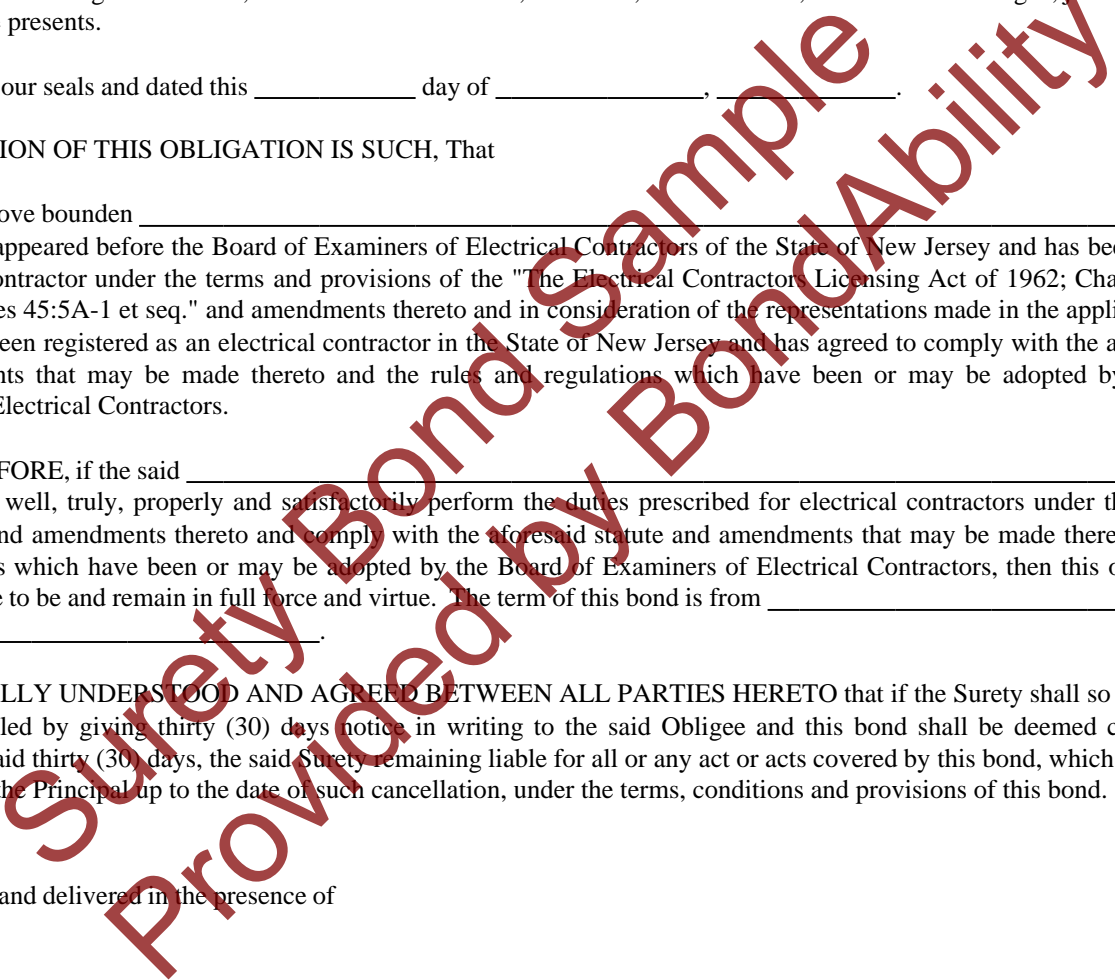 e presents.
our seals and dated this ____________ day of ________________, ______________.
ION OF THIS OBLIGATION IS SUCH, That
ove bounden ____________________
appeared before the Board of Examiners of Electrical Contractors of the State of New Jersey and has bee
ontractor under the terms and provisions of the "The Electrical Contractors Licensing Act of 1962; Cha
es 45:5A-1 et seq." and amendments thereto and in consideration of the representations made in the appli
een registered as an electrical contractor in the State of New Jersey and has agreed to comply with the a
nts that may be made thereto and the rules and regulations which have been or may be adopted by
Electrical Contractors.
FORE, if the said ____________________
well, truly, properly and satisfactorily perform the duties prescribed for electrical contractors under th
nd amendments thereto and comply with the aforesaid statute and amendments that may be made there
s which have been or may be adopted by the Board of Examiners of Electrical Contractors, then this o
e to be and remain in full force and virtue. The term of this bond is from ____________________
____________________.
LLY UNDERSTOOD AND AGREED BETWEEN ALL PARTIES HERETO that if the Surety shall so
led by giving thirty (30) days notice in writing to the said Obligee and this bond shall be deemed c
aid thirty (30) days, the said Surety remaining liable for all or any act or acts covered by this bond, which
the Principal up to the date of such cancellation, under the terms, conditions and provisions of this bond.
and delivered in the presence of
Surety Bond Sample
Provided by BondAbility